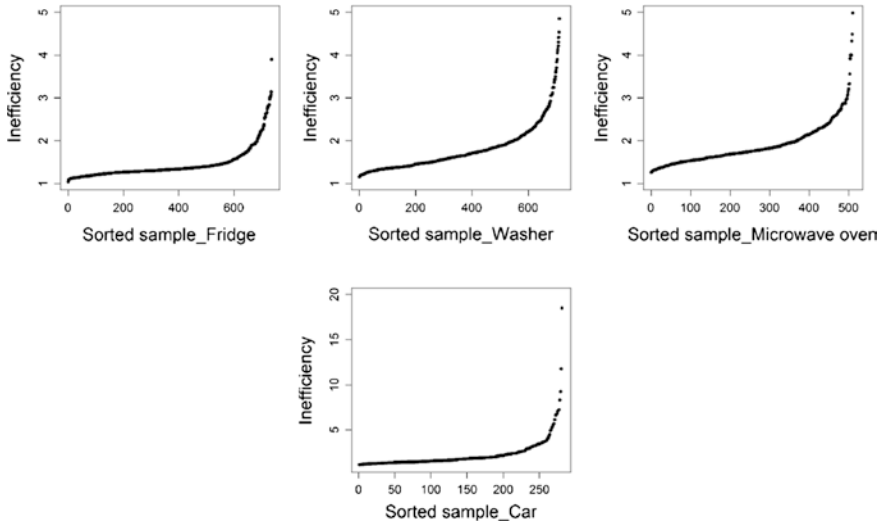 Inefficiency
5
4
3
2
1
0 200 400 600
Sorted sample_Fridge
Inefficiency
5
4
3
2
1
0 200 400 600
Sorted sample_Washer
Inefficiency
5
4
3
2
1
0 100 200 300 400 500
Sorted sample_Microwave oven
Inefficiency
20
15
10
5
0 50 100 150 200 250
Sorted sample_Car